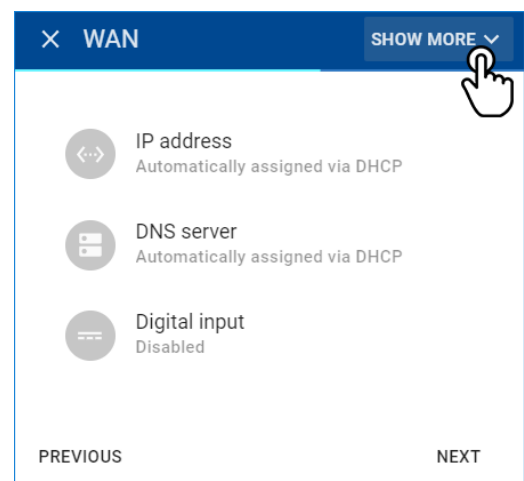 WAN
SHOW MORE
IP address
Automatically assigned via DHCP
DNS server
Automatically assigned via DHCP
Digital input
Disabled
PREVIOUS
NEXT